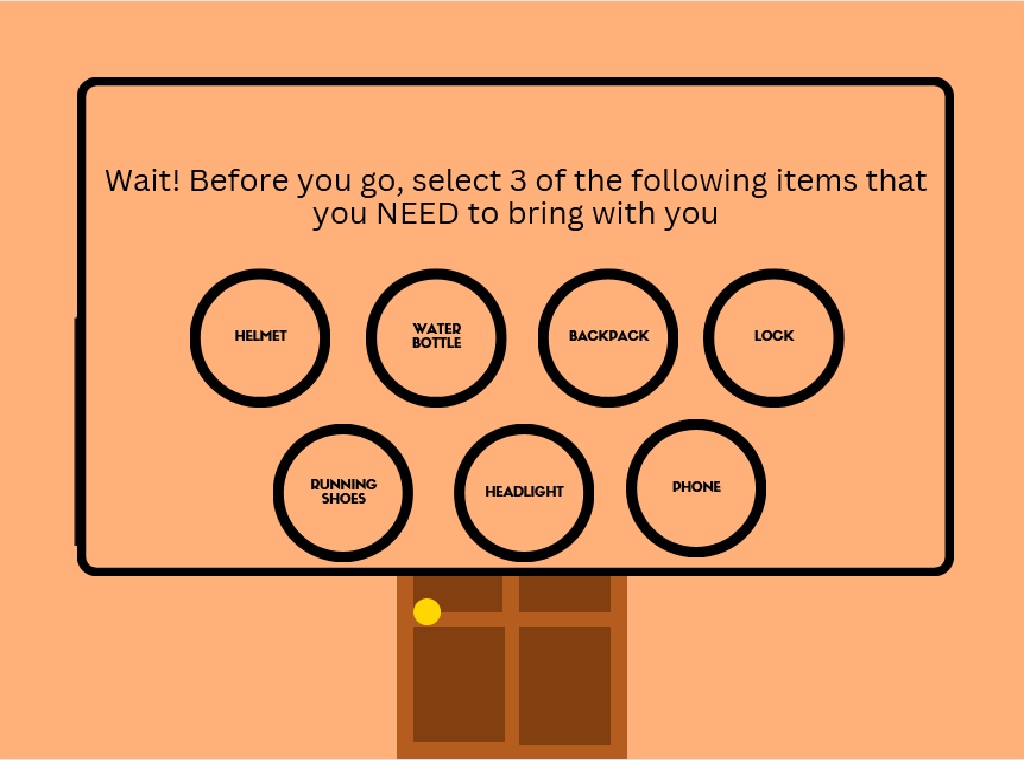 Wait! Before you go, select 3 of the following items that
you NEED to bring with you
HELMET
WATER
BOTTLE
BACKPACK
LOCK
RUNNING
SHOES
HEADLIGHT
PHONE